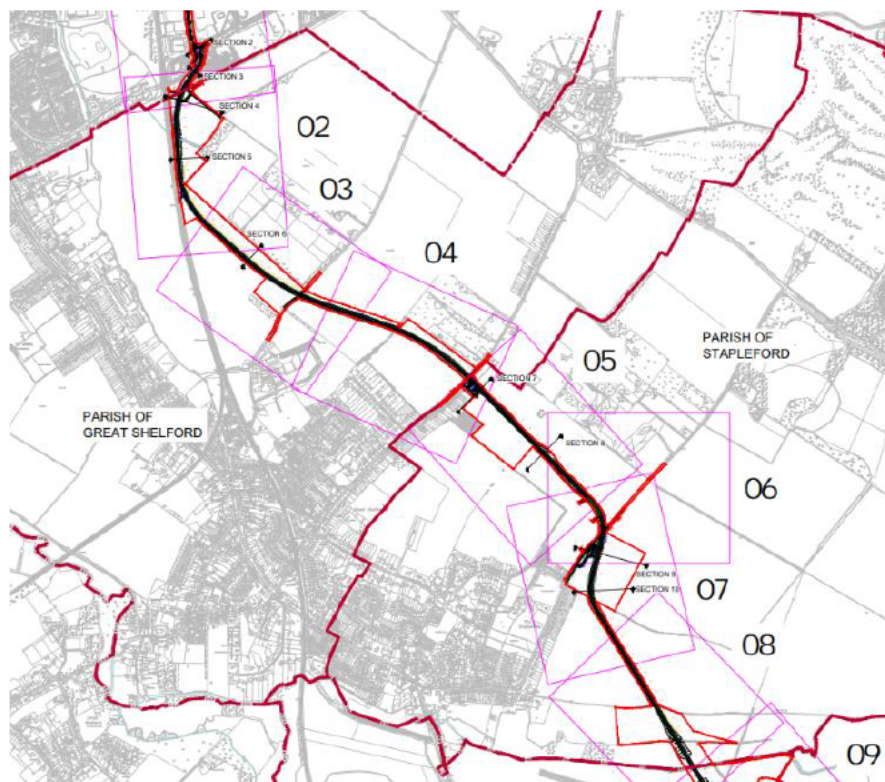 SECTION 2
SECTION 3
SECTION 4
02
SECTION 5
03
SECTION 6
04
PARISH OF
STAPLEFORD
05
SECTION 7
PARISH OF
GREAT SHELFORD
SECTION 8
06
SECTION 9
07
SECTION 10
08
09